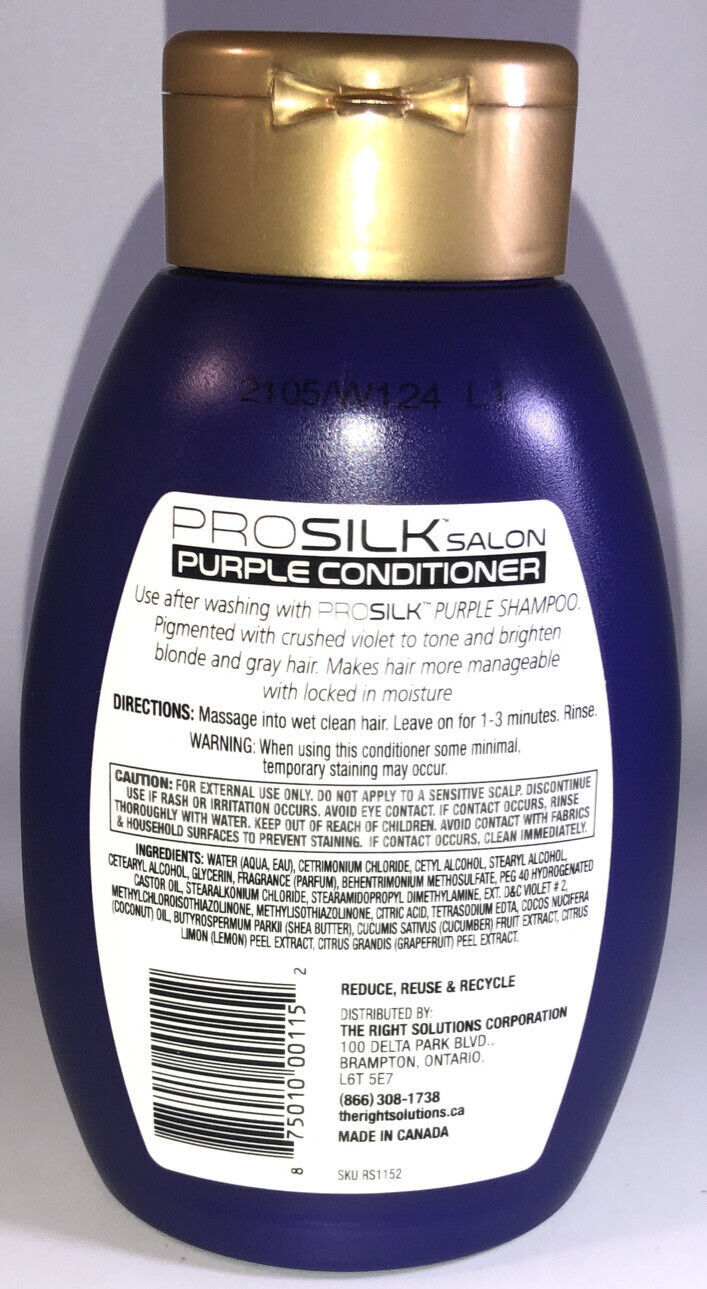 2105/W124 L1
PROSILK™ SALON
PURPLE CONDITIONER
Use after washing with PROSILK™ PURPLE SHAMPOO.
Pigmented with crushed violet to tone and brighten
blonde and gray hair. Makes hair more manageable
with locked in moisture
DIRECTIONS: Massage into wet clean hair. Leave on for 1-3 minutes. Rinse.
WARNING: When using this conditioner some minimal,
temporary staining may occur.
CAUTION: FOR EXTERNAL USE ONLY. DO NOT APPLY TO A SENSITIVE SCALP. DISCONTINUE
USE IF RASH OR IRRITATION OCCURS. AVOID EYE CONTACT. IF CONTACT OCCURS, RINSE
THOROUGHLY WITH WATER. KEEP OUT OF REACH OF CHILDREN. AVOID CONTACT WITH FABRICS
& HOUSEHOLD SURFACES TO PREVENT STAINING. IF CONTACT OCCURS, CLEAN IMMEDIATELY.
INGREDIENTS: WATER (AQUA, EAU), CETRIMONIUM CHLORIDE, CETYL ALCOHOL, STEARYL ALCOHOL,
CETEARYL ALCOHOL, GLYCERIN, FRAGRANCE (PARFUM), BEHENTRIMONIUM METHOSULFATE, PEG 40 HYDROGENATED
CASTOR OIL, STEARALKONIUM CHLORIDE, STEARAMIDOPROPYL DIMETHYLAMINE, EXT. D&C VIOLET # 2,
METHYLCHLOROISOTHIAZOLINONE, METHYLISOTHIAZOLINONE, CITRIC ACID, TETRASODIUM EDTA, COCOS NUCIFERA
(COCONUT) OIL, BUTYROSPERMUM PARKII (SHEA BUTTER), CUCUMIS SATIVUS (CUCUMBER) FRUIT EXTRACT, CITRUS
LIMON (LEMON) PEEL EXTRACT, CITRUS GRANDIS (GRAPEFRUIT) PEEL EXTRACT.
8 75010 00115 2
REDUCE, REUSE & RECYCLE
DISTRIBUTED BY:
THE RIGHT SOLUTIONS CORPORATION
100 DELTA PARK BLVD..
BRAMPTON, ONTARIO.
L6T 5E7
(866) 308-1738
therightsolutions.ca
MADE IN CANADA
SKU RS1152